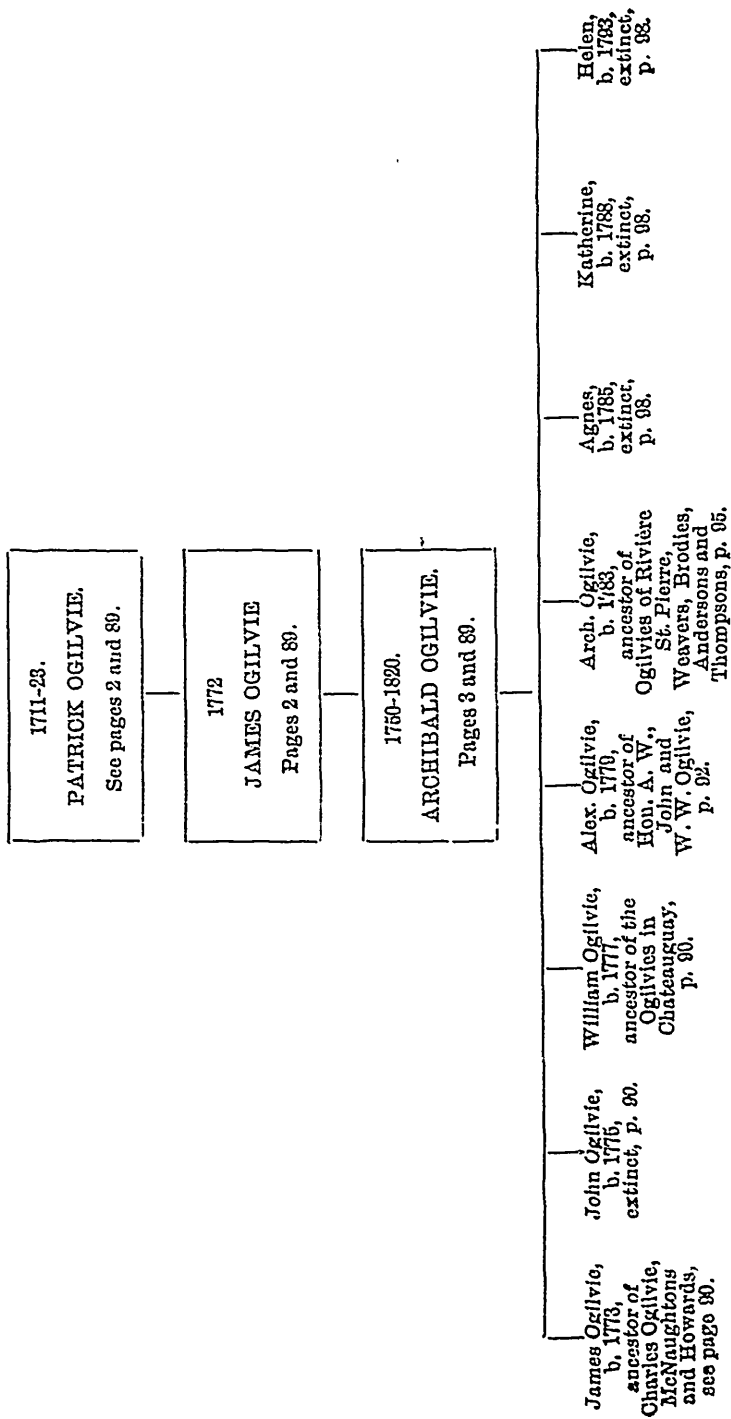 1711-23.
PATRICK OGILVIE.
See pages 2 and 89.
1772
JAMES OGILVIE
Pages 2 and 89.
1750-1820.
ARCHIBALD OGILVIE.
Pages 3 and 89.
James Ogilvie,
b. 1773,
ancestor of
Charles Ogilvie,
McNaughtons
and Howards,
see page 90.
John Ogilvie,
b. 1775,
extinct, p. 90.
William Ogilvie,
b. 1777,
ancestor of the
Ogilvies in
Chateauguay,
p. 90.
Alex. Ogilvie,
b. 1779,
ancestor of
Hon. A. W.,
John and
W. W. Ogilvie,
p. 92.
Arch. Ogilvie,
b. 1783,
ancestor of
Ogilvies of Rivière
St. Pierre,
Weavers, Brodies,
Andersons and
Thompsons, p. 95.
Agnes,
b. 1785,
extinct,
p. 98.
Katherine,
b. 1788,
extinct,
p. 98.
Helen,
b. 1793,
extinct,
p. 98.